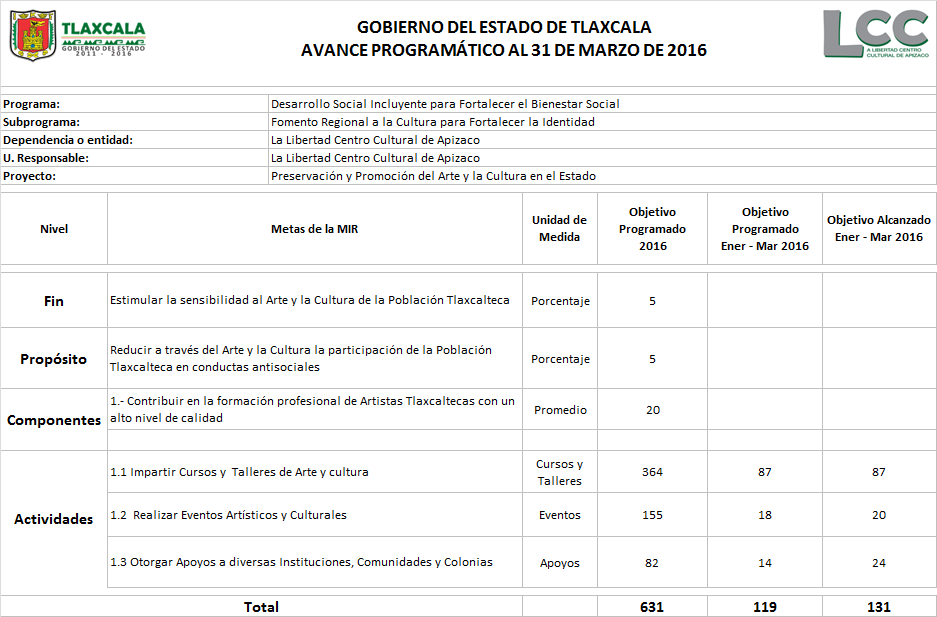 TLAXCALA
GOBIERNO DEL ESTADO
2011 - 2016
GOBIERNO DEL ESTADO DE TLAXCALA
AVANCE PROGRAMÁTICO AL 31 DE MARZO DE 2016
LCC
A LIBERTAD CENTRO
CULTURAL DE APIZACO
Programa: Desarrollo Social Incluyente para Fortalecer el Bienestar Social
Subprograma: Fomento Regional a la Cultura para Fortalecer la Identidad
Dependencia o entidad: La Libertad Centro Cultural de Apizaco
U. Responsable: La Libertad Centro Cultural de Apizaco
Proyecto: Preservación y Promoción del Arte y la Cultura en el Estado
Nivel
Metas de la MIR
Unidad de
Medida
Objetivo
Programado
2016
Objetivo
Programado
Ener - Mar 2016
Objetivo Alcanzado
Ener - Mar 2016
Fin
Estimular la sensibilidad al Arte y la Cultura de la Población Tlaxcalteca
Porcentaje
5
Propósito
Reducir a través del Arte y la Cultura la participación de la Población
Tlaxcalteca en conductas antisociales
Porcentaje
5
Componentes
1.- Contribuir en la formación profesional de Artistas Tlaxcaltecas con un
alto nivel de calidad
Promedio
20
Actividades
1.1 Impartir Cursos y  Talleres de Arte y cultura
Cursos y
Talleres
364
87
87
1.2  Realizar Eventos Artísticos y Culturales
Eventos
155
18
20
1.3 Otorgar Apoyos a diversas Instituciones, Comunidades y Colonias
Apoyos
82
14
24
Total
631
119
131